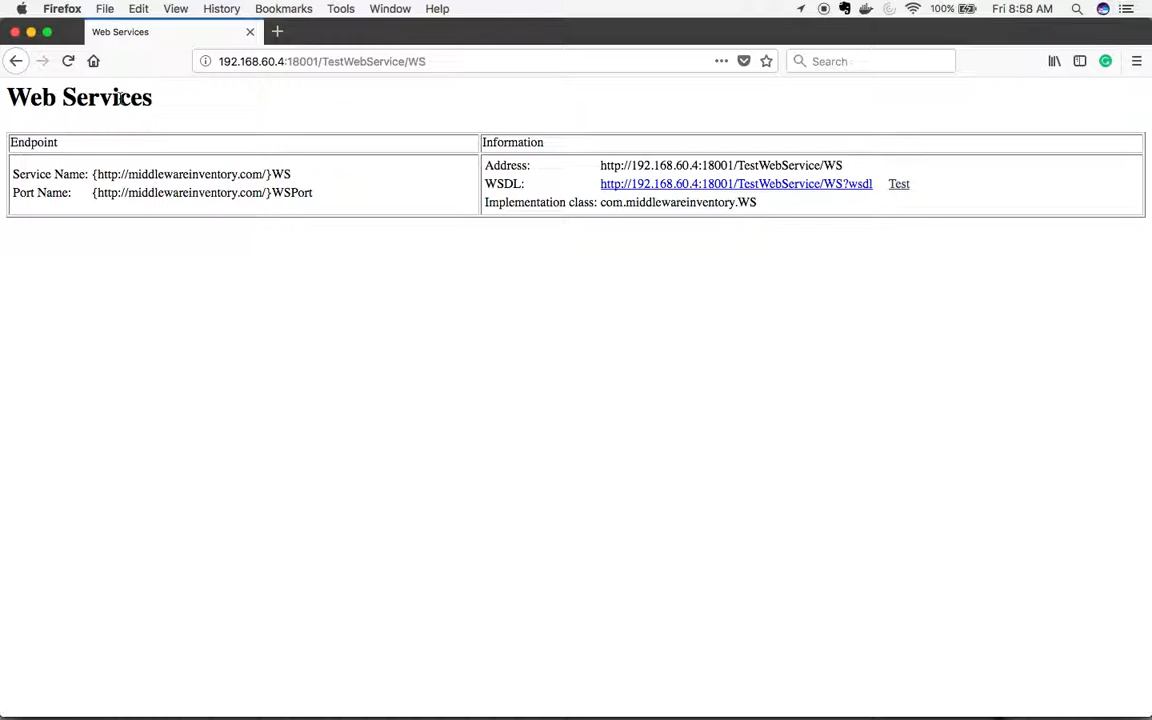 Firefox File Edit View History Bookmarks Tools Window Help 100% Fri 8:58 AM
Web Services
192.168.60.4:18001/TestWebService/WS Search
Web Services
Endpoint Information
Service Name: {http://middlewareinventory.com/}WS
Port Name: {http://middlewareinventory.com/}WSPort
Address: http://192.168.60.4:18001/TestWebService/WS
WSDL: http://192.168.60.4:18001/TestWebService/WS?wsdl Test
Implementation class: com.middlewareinventory.WS